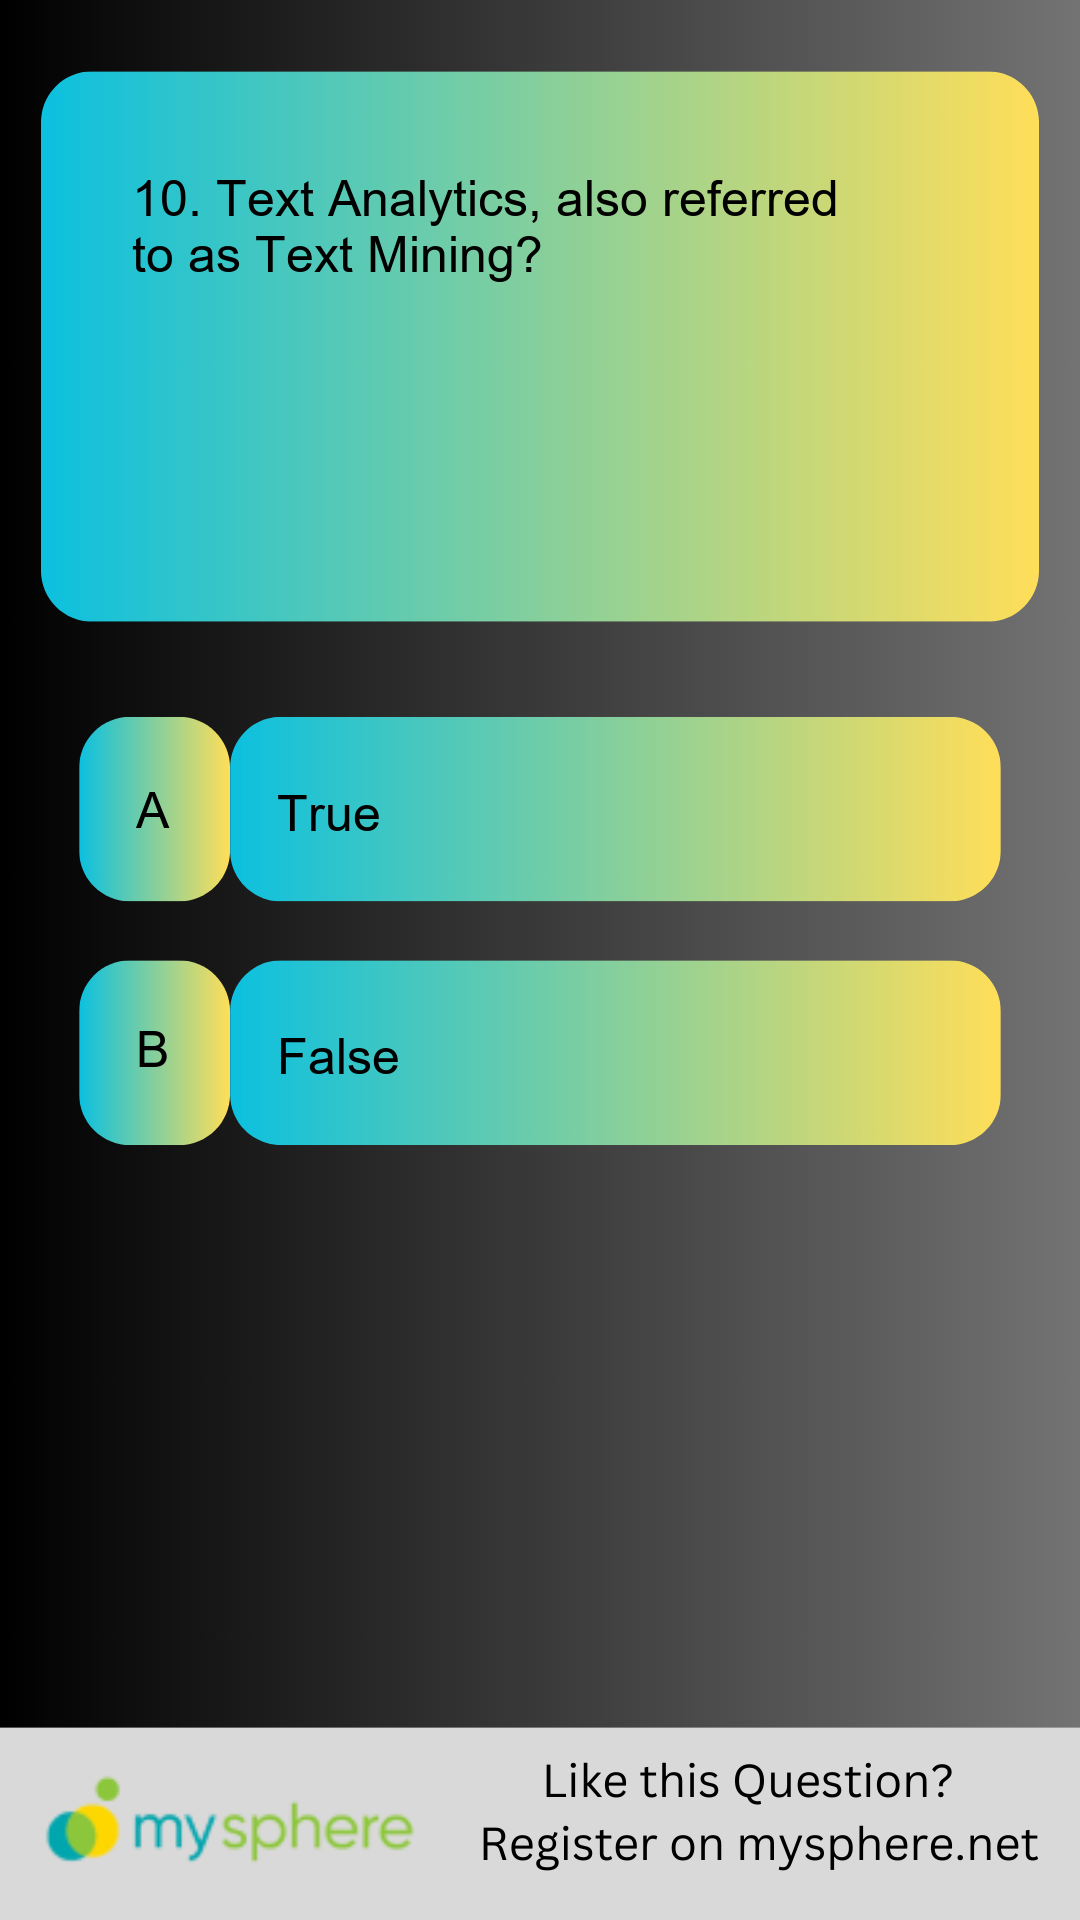 10. Text Analytics, also referred
to as Text Mining?
A
True
B
False
mysphere
Like this Question?
Register on mysphere.net